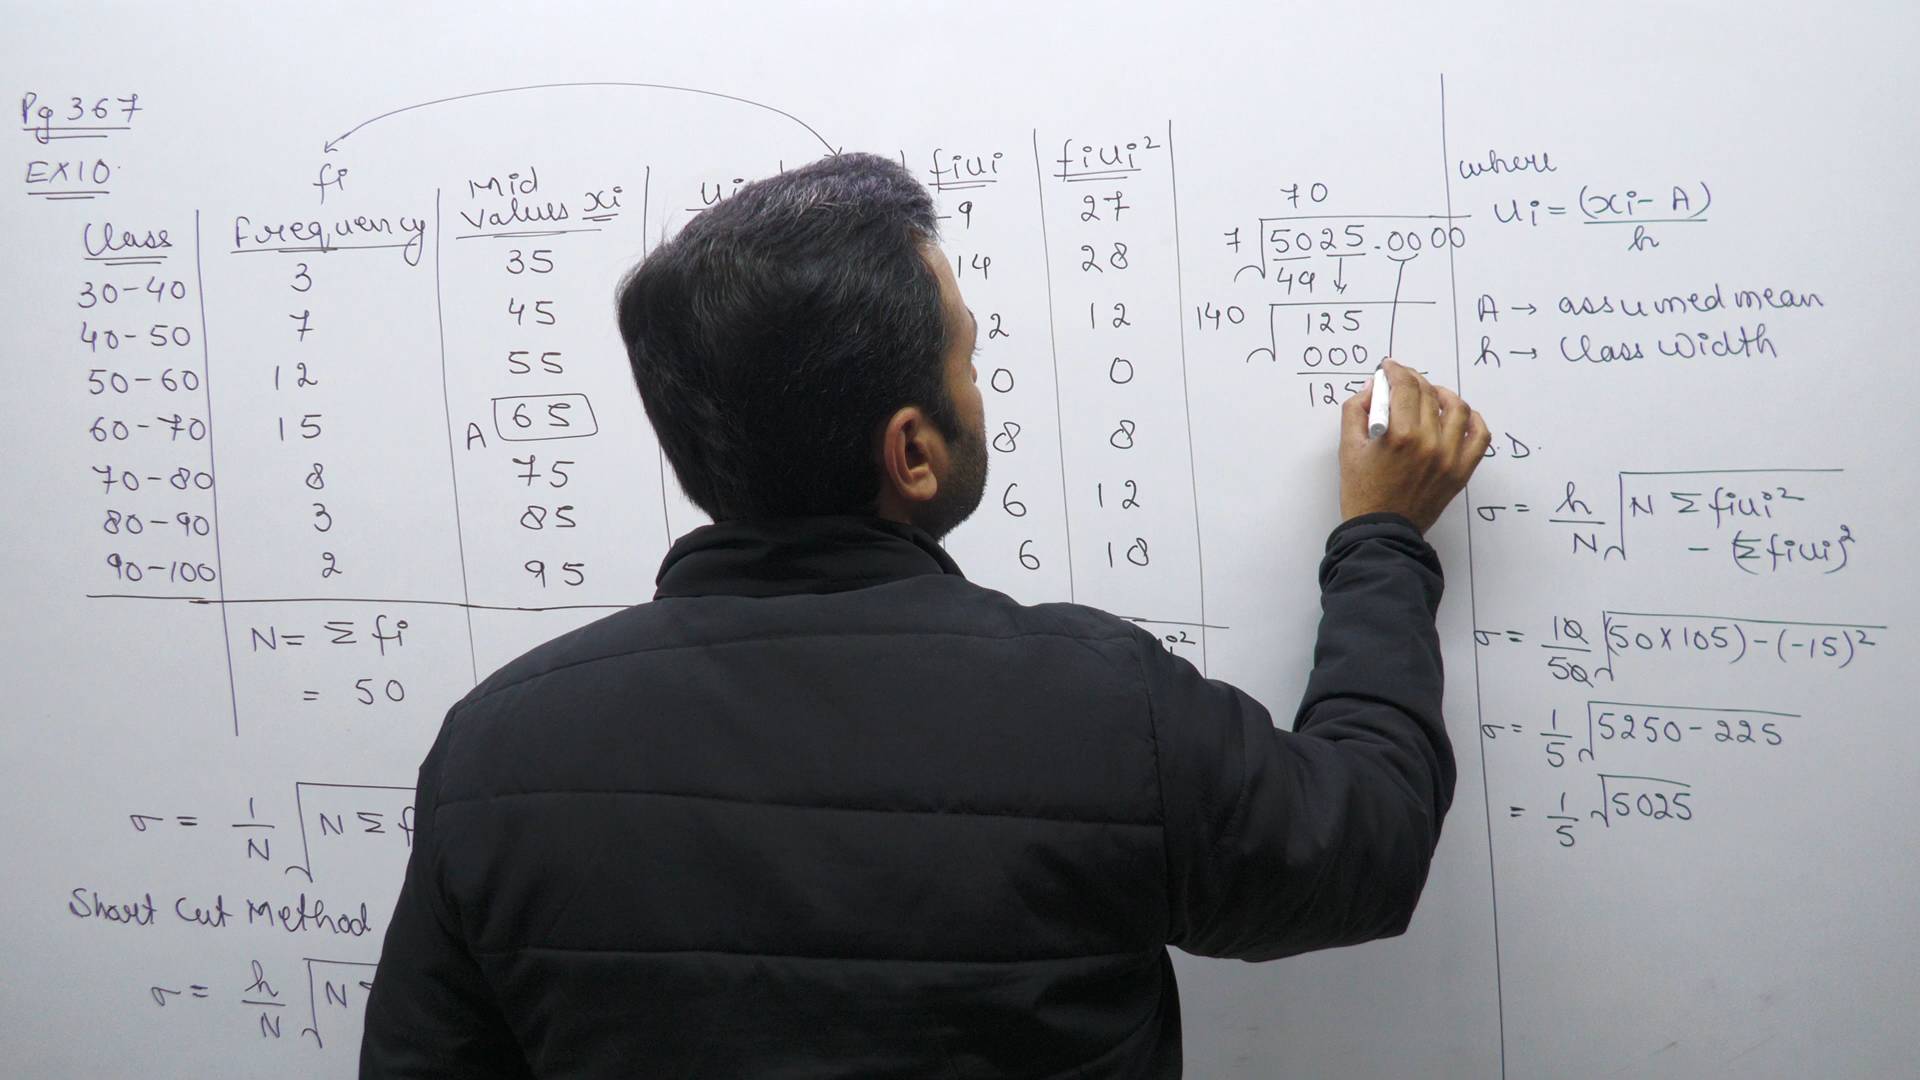 Pg 367
EX10.
Class
30-40
40-50
50-60
60-70
70-80
80-90
90-100
fi
Frequency
3
7
12
15
8
3
2
N = Σ fi
= 50
Mid
values xi
35
45
55
A 65
75
85
95
ui
fiui
-9
14
2
0
8
6
6
fiui²
27
28
12
0
8
12
18
70
7 √5025.0000
49
140 √125
000
125
where
ui = (xi - A)
h
A → assumed mean
h → Class Width
.D.
σ = h/N √N Σ fiui²
- (Σfiui)²
σ = 10/50 √(50×105)-(-15)²
σ = 1/5 √5250-225
= 1/5 √5025
σ = 1/N √N Σ f
Short Cut Method
σ = h/N √N